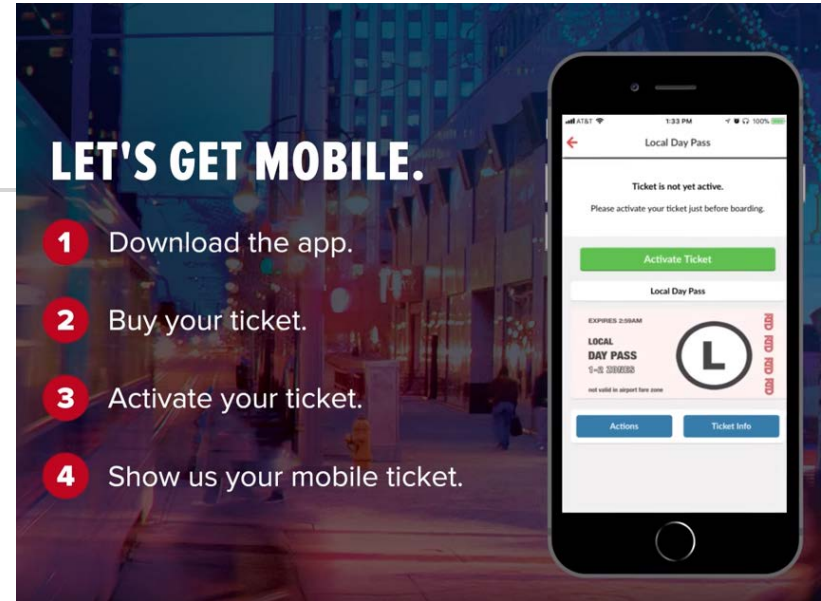 LET'S GET MOBILE.
1 Download the app.
2 Buy your ticket.
3 Activate your ticket.
4 Show us your mobile ticket.
AT&T 1:33 PM 100%
Local Day Pass
Ticket is not yet active.
Please activate your ticket just before boarding.
Activate Ticket
Local Day Pass
EXPIRES 2:59AM
LOCAL
DAY PASS
1-2 ZONES
not valid in airport fare zone
L
RTD RTD RTD RTD
Actions Ticket Info